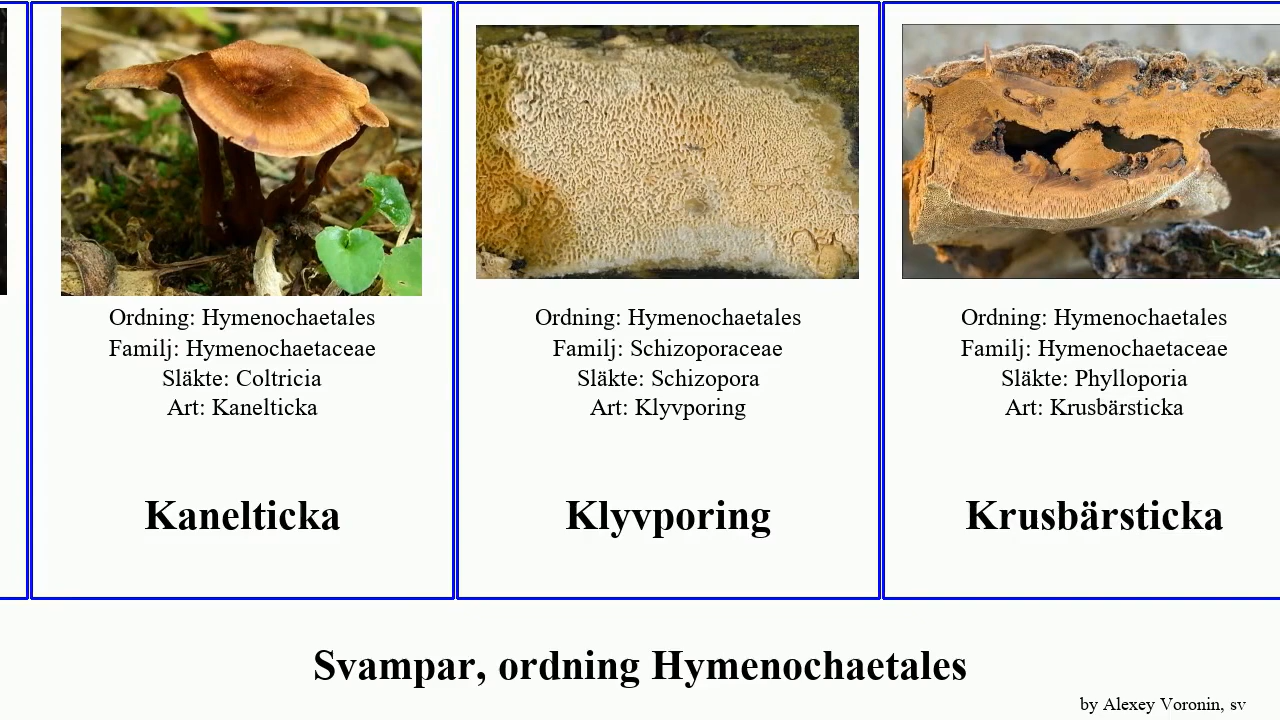 Ordning: Hymenochaetales
Familj: Hymenochaetaceae
Släkte: Coltricia
Art: Kanelticka
Kanelticka
Ordning: Hymenochaetales
Familj: Schizoporaceae
Släkte: Schizopora
Art: Klyvporing
Klyvporing
Ordning: Hymenochaetales
Familj: Hymenochaetaceae
Släkte: Phylloporia
Art: Krusbärsticka
Krusbärsticka
Svampar, ordning Hymenochaetales
by Alexey Voronin, sv